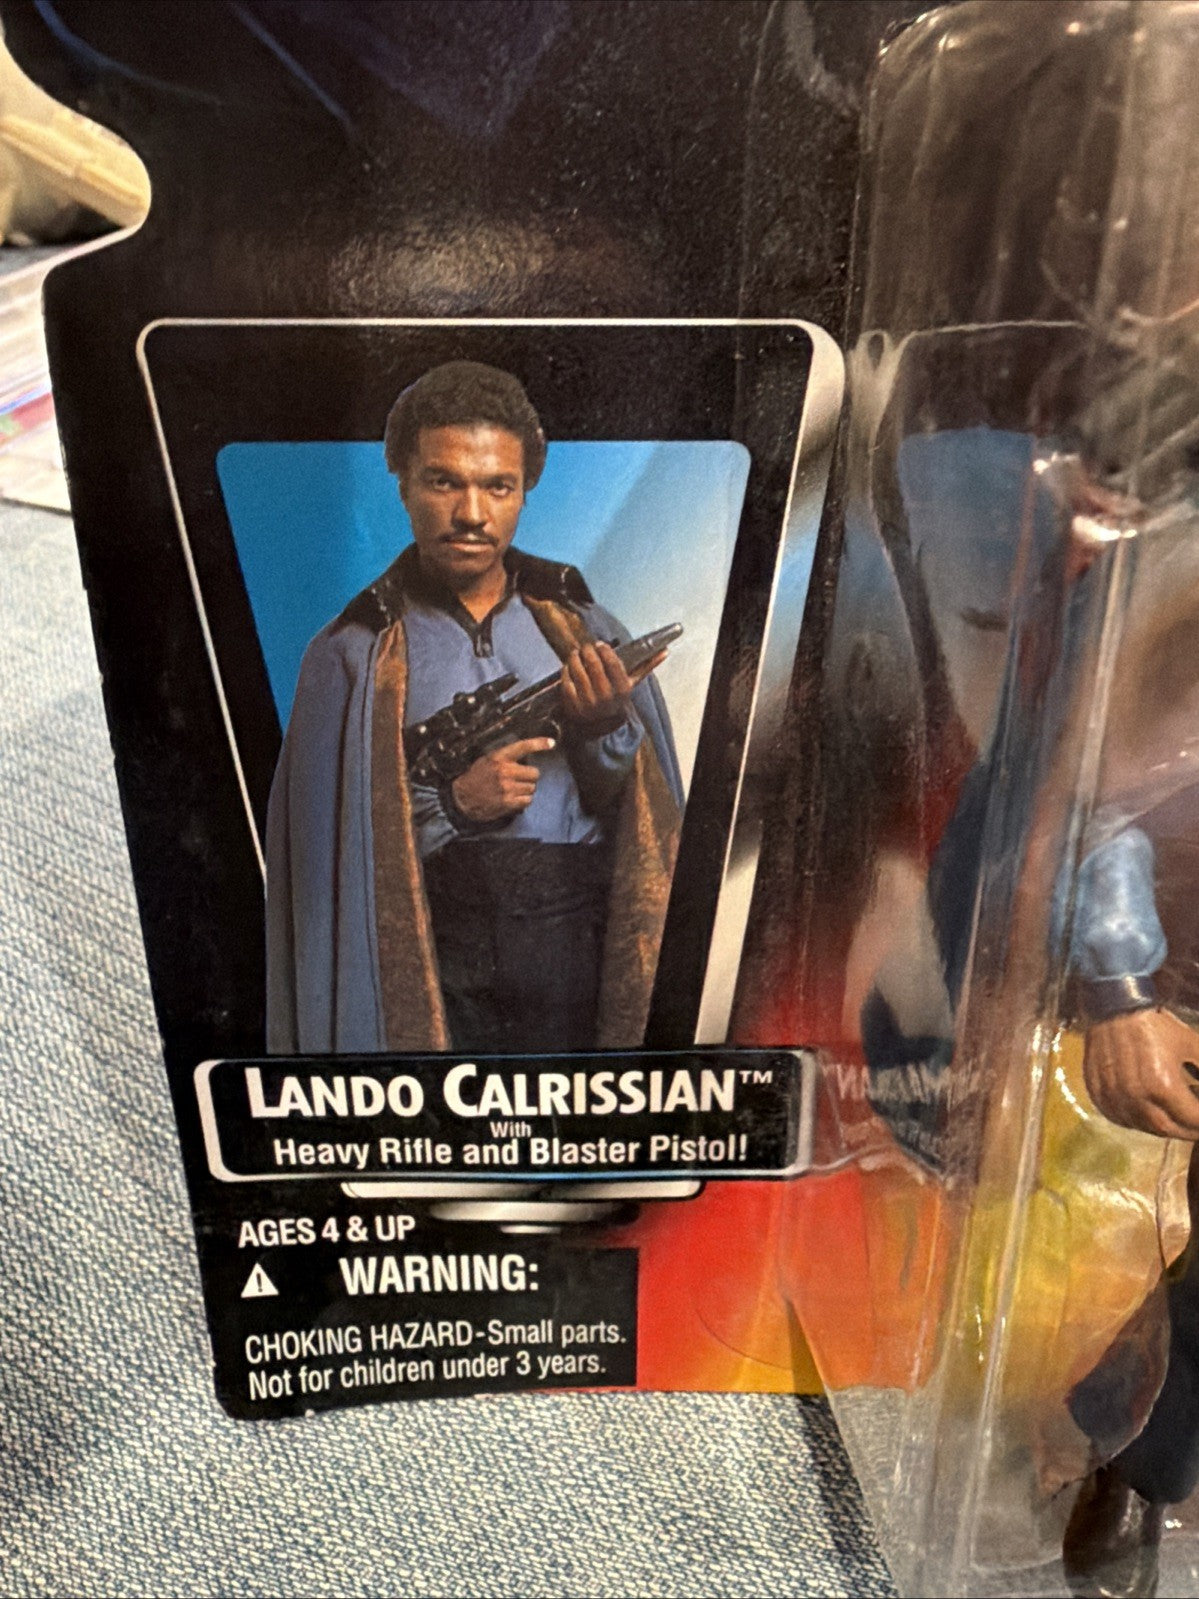 LANDO CALRISSIAN™
With
Heavy Rifle and Blaster Pistol!
AGES 4 & UP
WARNING:
CHOKING HAZARD-Small parts.
Not for children under 3 years.